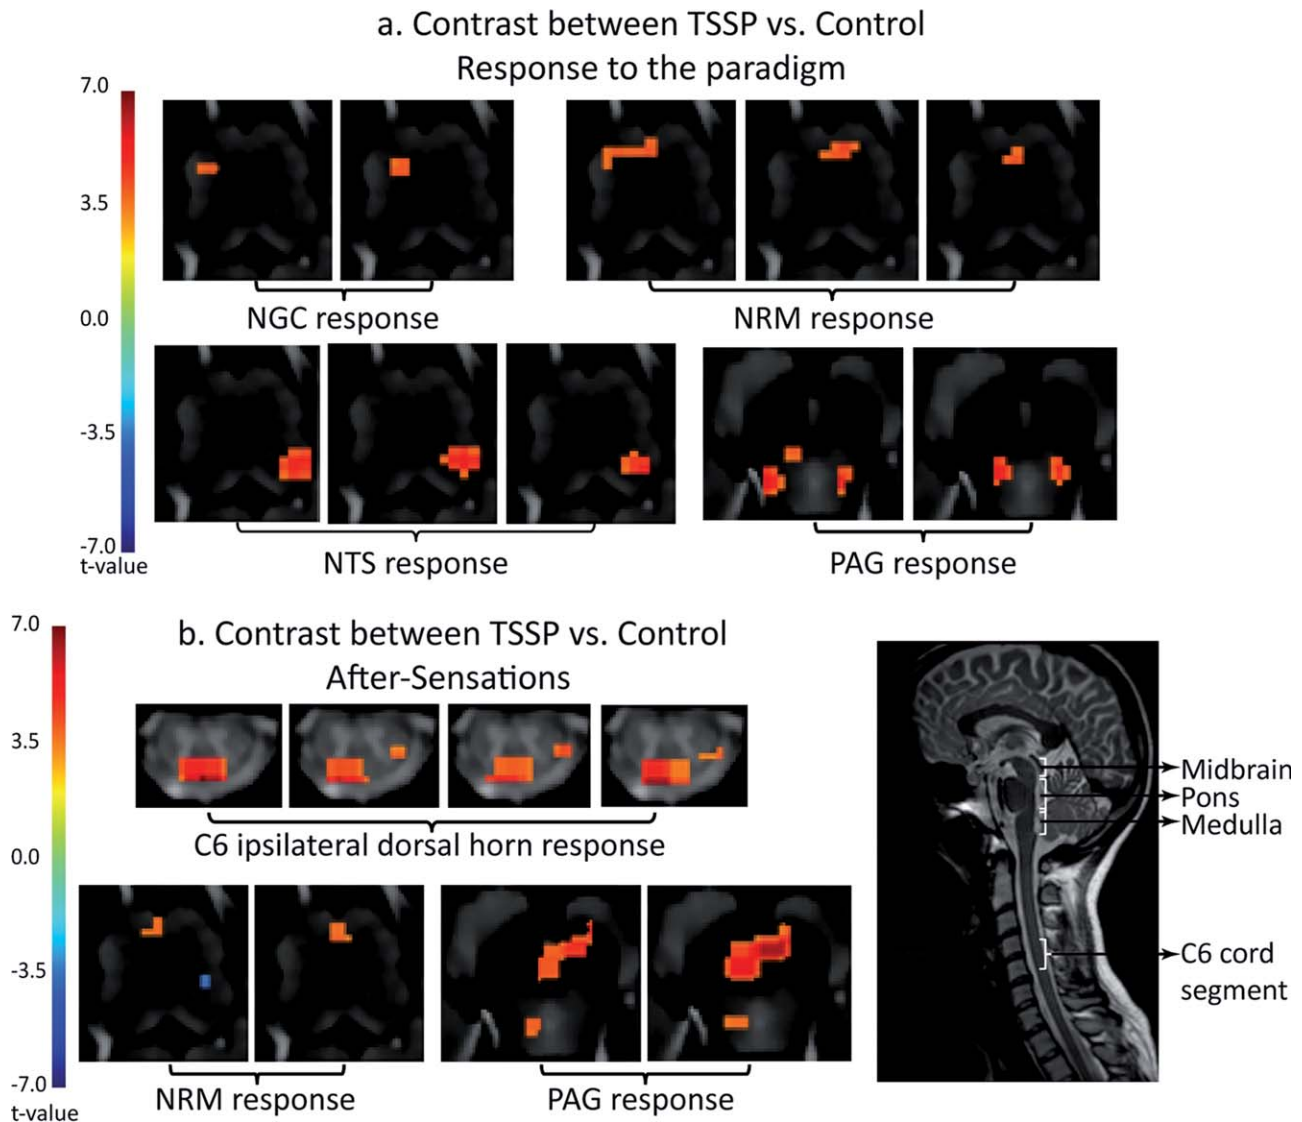 a. Contrast between TSSP vs. Control
Response to the paradigm
7.0
3.5
0.0
-3.5
-7.0
t-value
NGC response
NRM response
NTS response
PAG response
b. Contrast between TSSP vs. Control
After-Sensations
7.0
3.5
0.0
-3.5
-7.0
t-value
C6 ipsilateral dorsal horn response
NRM response
PAG response
Midbrain
Pons
Medulla
C6 cord
segment